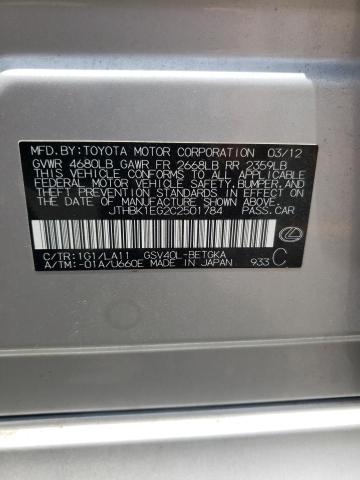 MFD.BY:TOYOTA MOTOR CORPORATION 03/12
GVWR 4680LB GAWR FR 2668LB RR 2359LB
THIS VEHICLE CONFORMS TO ALL APPLICABLE
FEDERAL MOTOR VEHICLE SAFETY,BUMPER,AND
THEFT PREVENTION STANDARDS IN EFFECT ON
THE DATE OF MANUFACTURE SHOWN ABOVE.
JTHBK1EG2C2501784 PASS.CAR
C/TR:1G1/LA11 GSV40L-BETGKA
A/TM:-01A/U660E MADE IN JAPAN 933 C